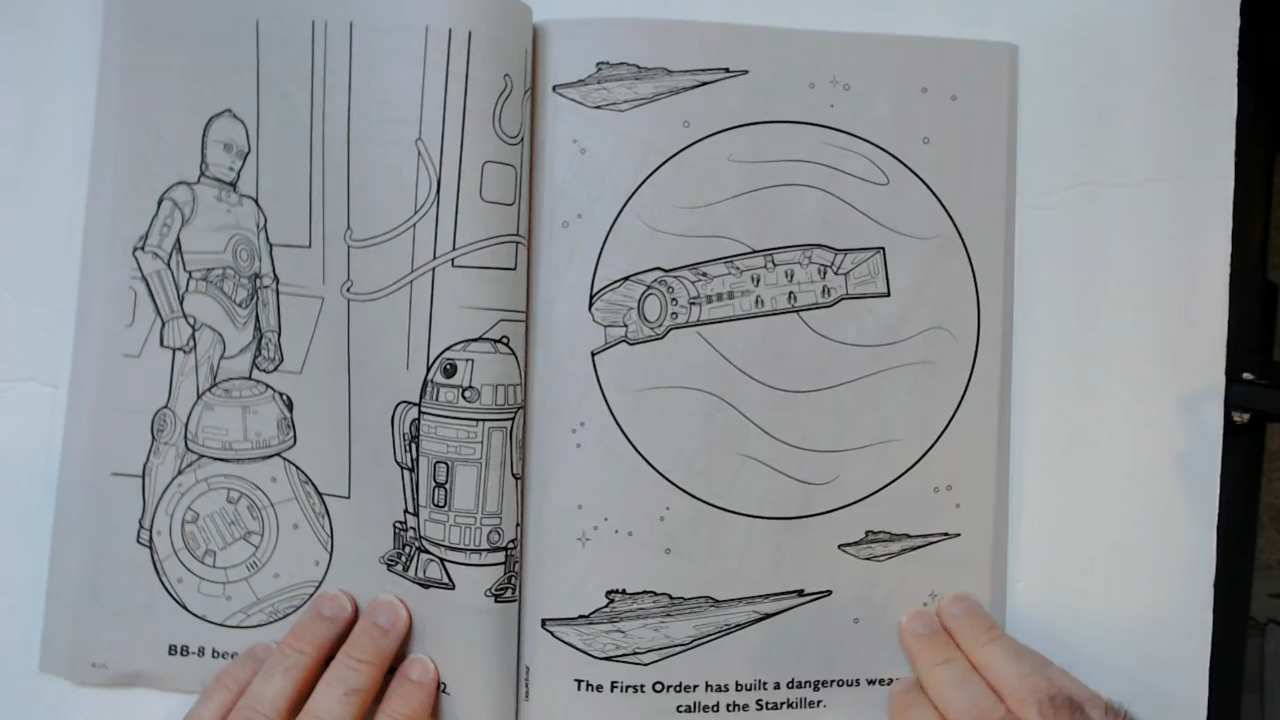 BB-8 bee
The First Order has built a dangerous wea
called the Starkiller.